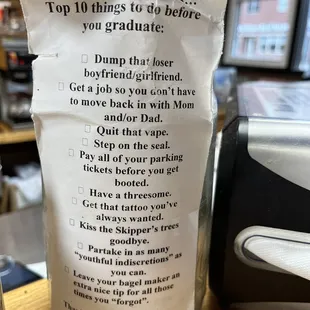 Top 10 things to do before
you graduate:
Dump that loser
boyfriend/girlfriend.
Get a job so you don't have
to move back in with Mom
and/or Dad.
Quit that vape.
Step on the seal.
Pay all of your parking
tickets before you get
booted.
Have a threesome.
Get that tattoo you've
always wanted.
Kiss the Skipper's trees
goodbye.
Partake in as many
"youthful indiscretions" as
you can.
Leave your bagel maker an
extra nice tip for all those
times you "forgot".